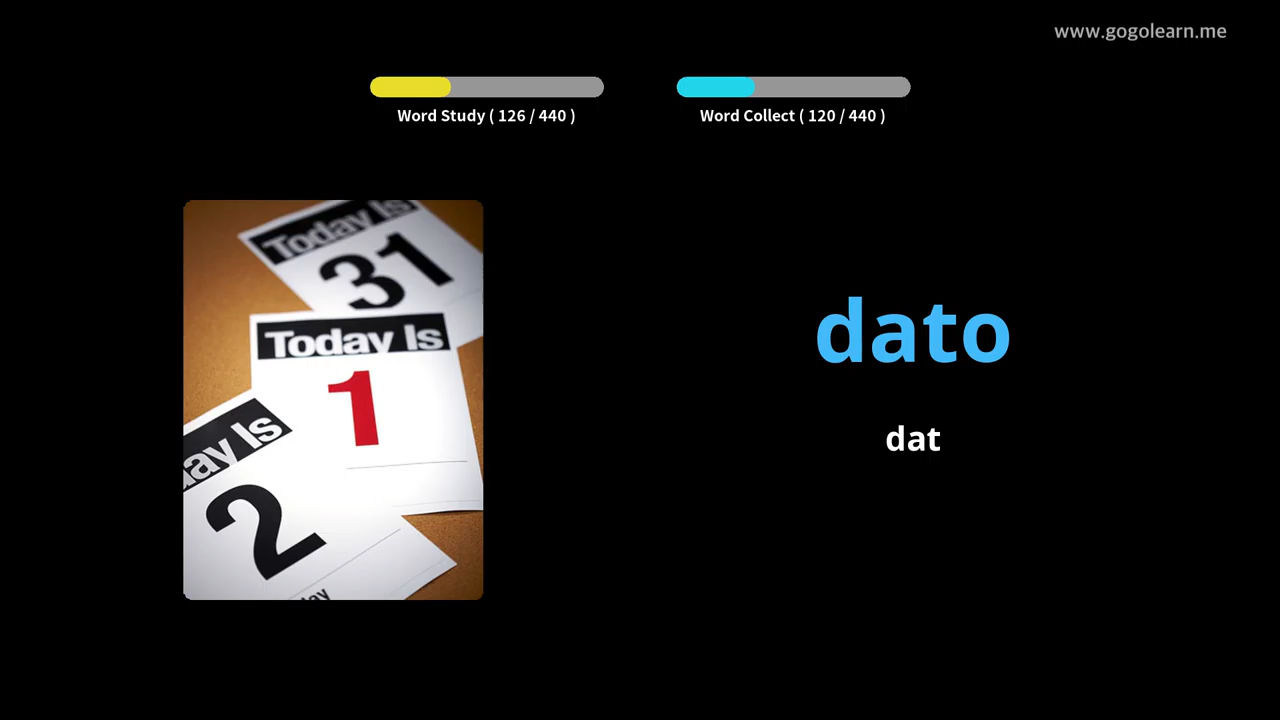 www.gogolearn.me
Word Study ( 126 / 440 )
Word Collect ( 120 / 440 )
Today Is
31
Today Is
1
ay Is
2
dato
dat